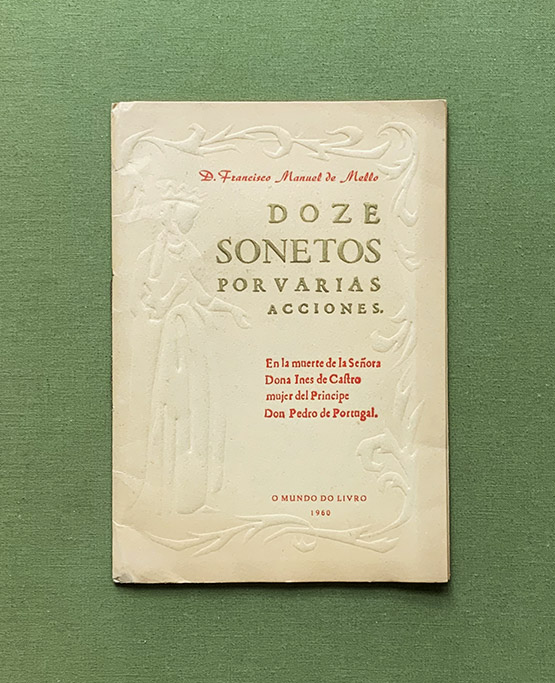 D. Francisco Manuel de Mello
DOZE
SONETOS
POR VARIAS
ACCIONES.
En la muerte de la Señora
Dona Ines de Caſtro
mujer del Principe
Don Pedro de Portugal.
O MUNDO DO LIVRO
1960